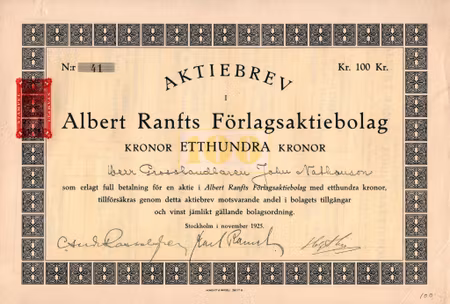 N:r 41
Kr. 100 Kr.
AKTIEBREV
I
Albert Ranfts Förlagsaktiebolag
KRONOR ETTHUNDRA KRONOR
100
Herr Grosshandlaren John Nathanson
som erlagt full betalning för en aktie i Albert Ranfts Förlagsaktiebolag med etthundra kronor,
tillförsäkras genom detta aktiebrev motsvarande andel i bolagets tillgångar
och vinst jämlikt gällande bolagsordning.
Stockholm i november 1925.
100:-